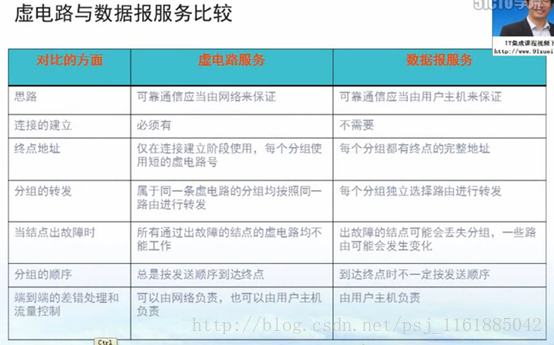 虚电路与数据报服务比较
51CTO学院
IT集成课程视频下
http://www.91xuei
对比的方面 虚电路服务 数据报服务
思路 可靠通信应当由网络来保证 可靠通信应当由用户主机来保证
连接的建立 必须有 不需要
终点地址 仅在连接建立阶段使用，每个分组使 每个分组都有终点的完整地址
用短的虚电路号
分组的转发 属于同一条虚电路的分组均按照同一 每个分组独立选择路由进行转发
路由进行转发
当结点出故障时 所有通过出故障的结点的虚电路均不 出故障的结点可能会丢失分组，一些路
能工作 由可能会发生变化
分组的顺序 总是按发送顺序到达终点 到达终点时不一定按发送顺序
端到端的差错处理和 可以由网络负责，也可以由用户主机 由用户主机负责
流量控制 负责
http://blog.csdn.net/psj_1161885042
Ctrl